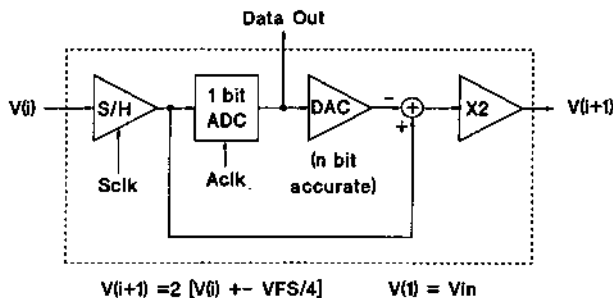 Data Out
V(i)
S/H
1 bit
ADC
DAC
−
+
+
X2
V(i+1)
Sclk
Aclk
(n bit
accurate)
V(i+1) =2 [V(i) +- VFS/4]
V(1) = Vin